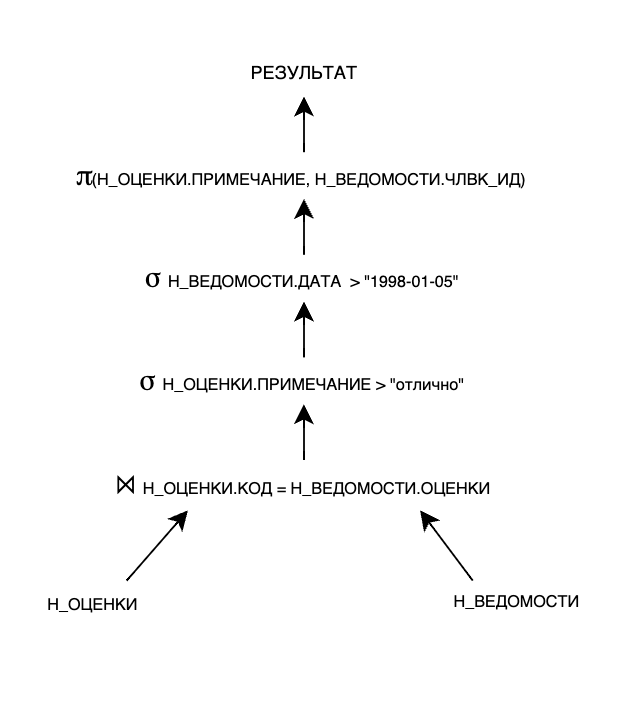 РЕЗУЛЬТАТ
π(Н_ОЦЕНКИ.ПРИМЕЧАНИЕ, Н_ВЕДОМОСТИ.ЧЛВК_ИД)
σ Н_ВЕДОМОСТИ.ДАТА > "1998-01-05"
σ Н_ОЦЕНКИ.ПРИМЕЧАНИЕ > "отлично"
⋈ Н_ОЦЕНКИ.КОД = Н_ВЕДОМОСТИ.ОЦЕНКИ
Н_ОЦЕНКИ
Н_ВЕДОМОСТИ